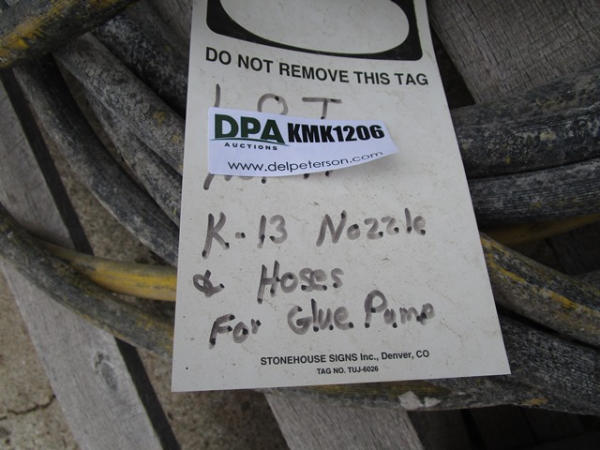 DO NOT REMOVE THIS TAG
LOT
DPA KMK1206
AUCTIONS
www.delpeterson.com
K-13 Nozzle
& Hoses
For Glue Pump
STONEHOUSE SIGNS Inc., Denver, CO
TAG NO. TUJ-6026